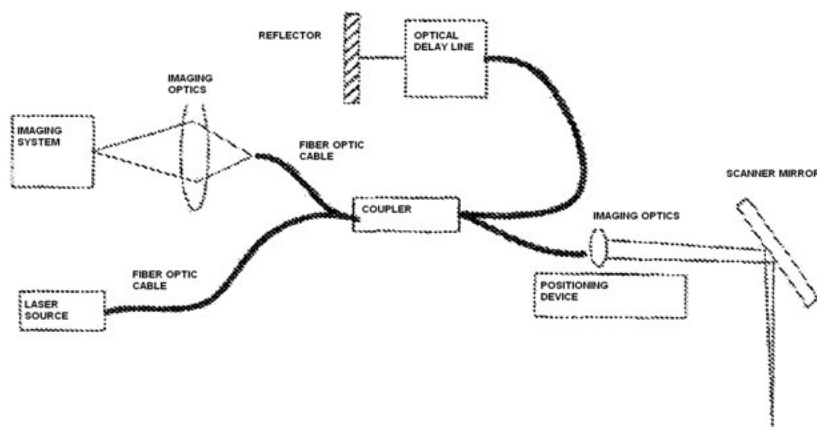 REFLECTOR
OPTICAL
DELAY LINE
IMAGING
OPTICS
IMAGING
SYSTEM
FIBER OPTIC
CABLE
SCANNER MIRROR
COUPLER
IMAGING OPTICS
FIBER OPTIC
CABLE
POSITIONING
DEVICE
LASER
SOURCE